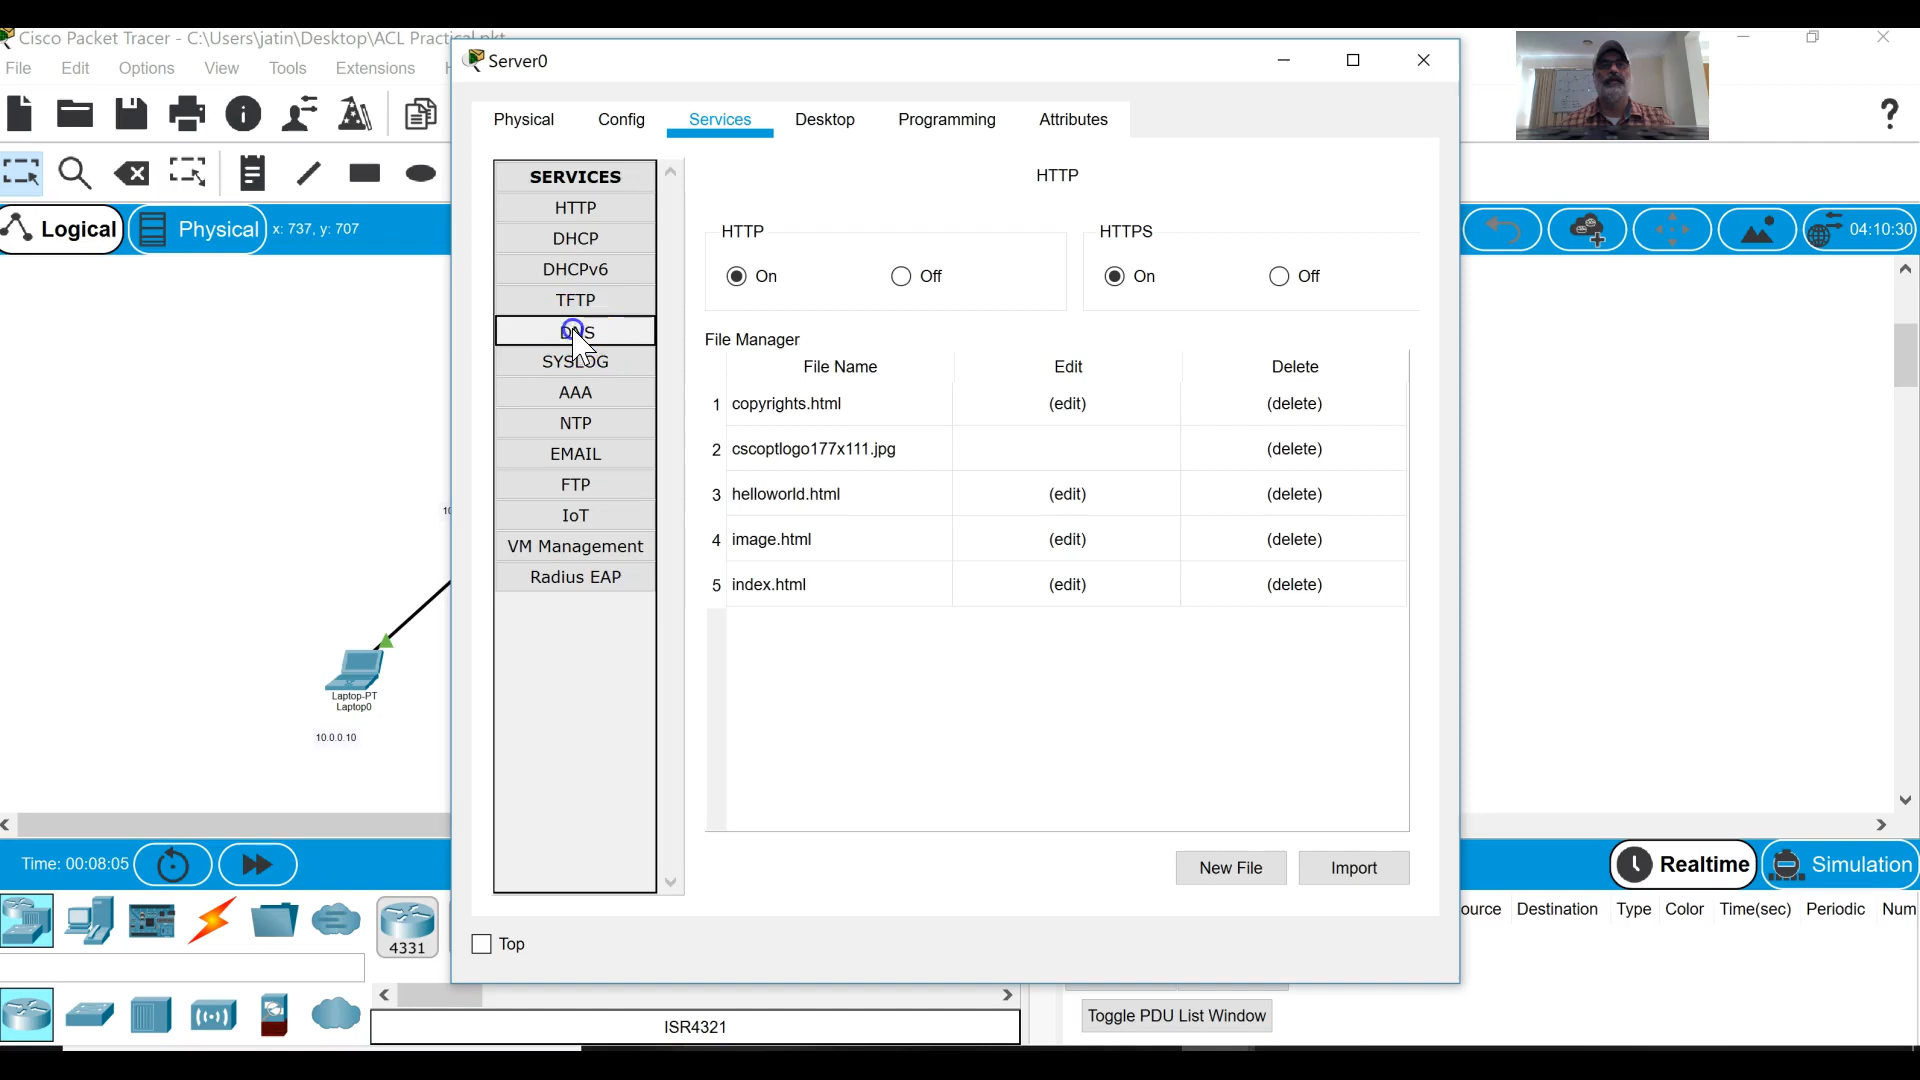 Cisco Packet Tracer - C:\Users\jatin\Desktop\ACL Practical.pkt
File Edit Options View Tools Extensions
Server0
Physical Config Services Desktop Programming Attributes
Logical
Physical
x: 737, y: 707
04:10:30
SERVICES
HTTP
DHCP
DHCPv6
TFTP
DNS
SYSLOG
AAA
NTP
EMAIL
FTP
IoT
VM Management
Radius EAP
HTTP
HTTP
On Off
HTTPS
On Off
File Manager
File Name Edit Delete
1 copyrights.html (edit) (delete)
2 cscoptlogo177x111.jpg (delete)
3 helloworld.html (edit) (delete)
4 image.html (edit) (delete)
5 index.html (edit) (delete)
New File Import
Top
Laptop-PT
Laptop0
10.0.0.10
Time: 00:08:05
Realtime
Simulation
4331
ource Destination Type Color Time(sec) Periodic Num
ISR4321
Toggle PDU List Window